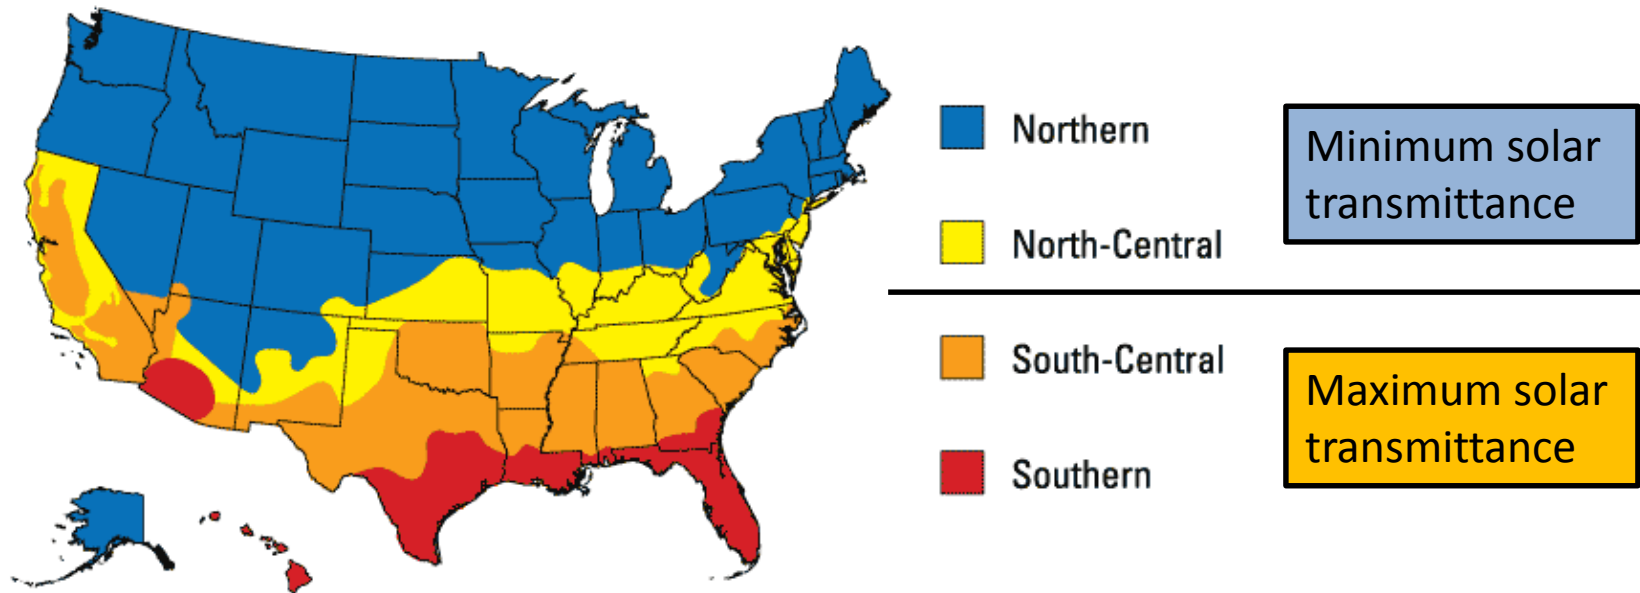 Northern
Minimum solar
transmittance
North-Central
South-Central
Maximum solar
transmittance
Southern